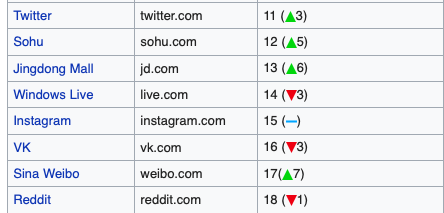 Twitter twitter.com 11 (▲3)
Sohu sohu.com 12 (▲5)
Jingdong Mall jd.com 13 (▲6)
Windows Live live.com 14 (▼3)
Instagram instagram.com 15 (—)
VK vk.com 16 (▼3)
Sina Weibo weibo.com 17(▲7)
Reddit reddit.com 18 (▼1)